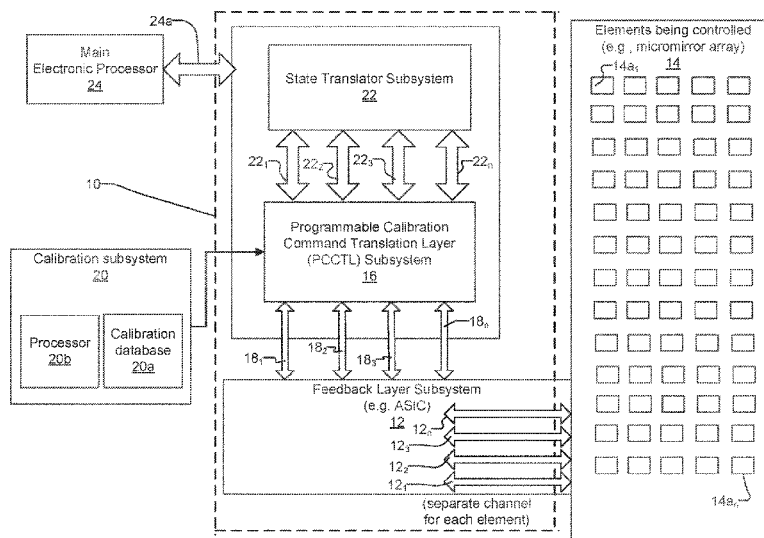 24a
Main
Electronic Processor
24
State Translator Subsystem
22
22₁
22₂
22₃
22ₙ
10
Programmable Calibration
Command Translation Layer
(PCCTL) Subsystem
16
Calibration subsystem
20
Processor
20b
Calibration
database
20a
18₁
18₂
18₃
18ₙ
Feedback Layer Subsystem
(e.g. ASIC)
12
12ₙ
12₃
12₂
12₁
(separate channel
for each element)
Elements being controlled
(e.g., micromirror array)
14
14a₁
14aₙ